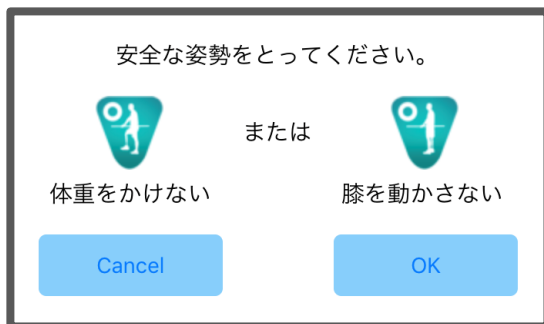 安全な姿勢をとってください。
または
体重をかけない
膝を動かさない
Cancel
OK